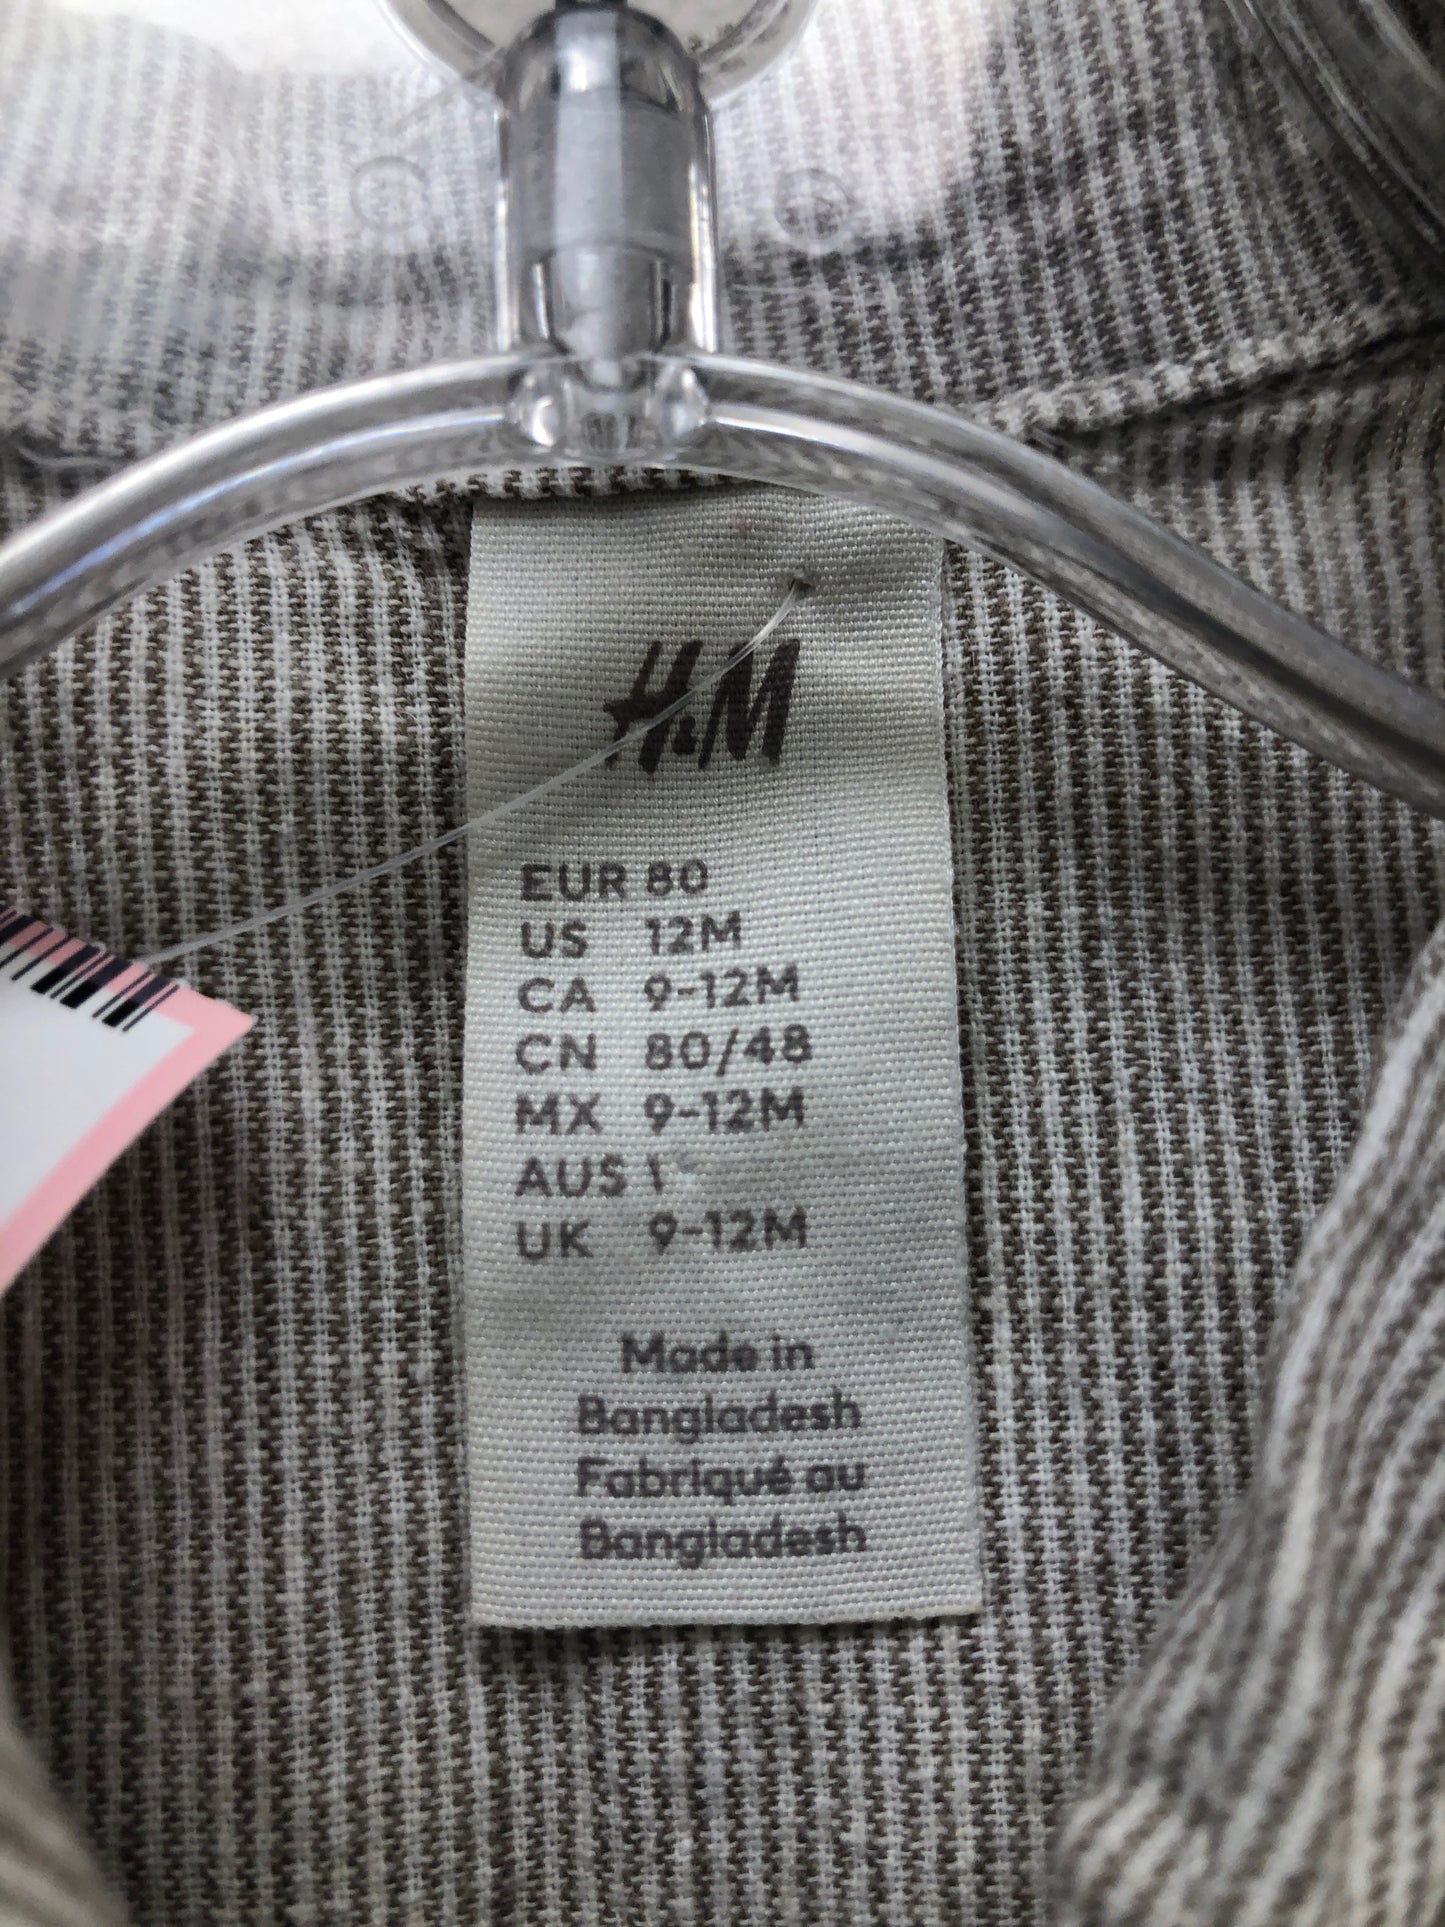 H&M
EUR 80
US 12M
CA 9-12M
CN 80/48
MX 9-12M
AUS 1
UK 9-12M
Made in
Bangladesh
Fabriqué au
Bangladesh